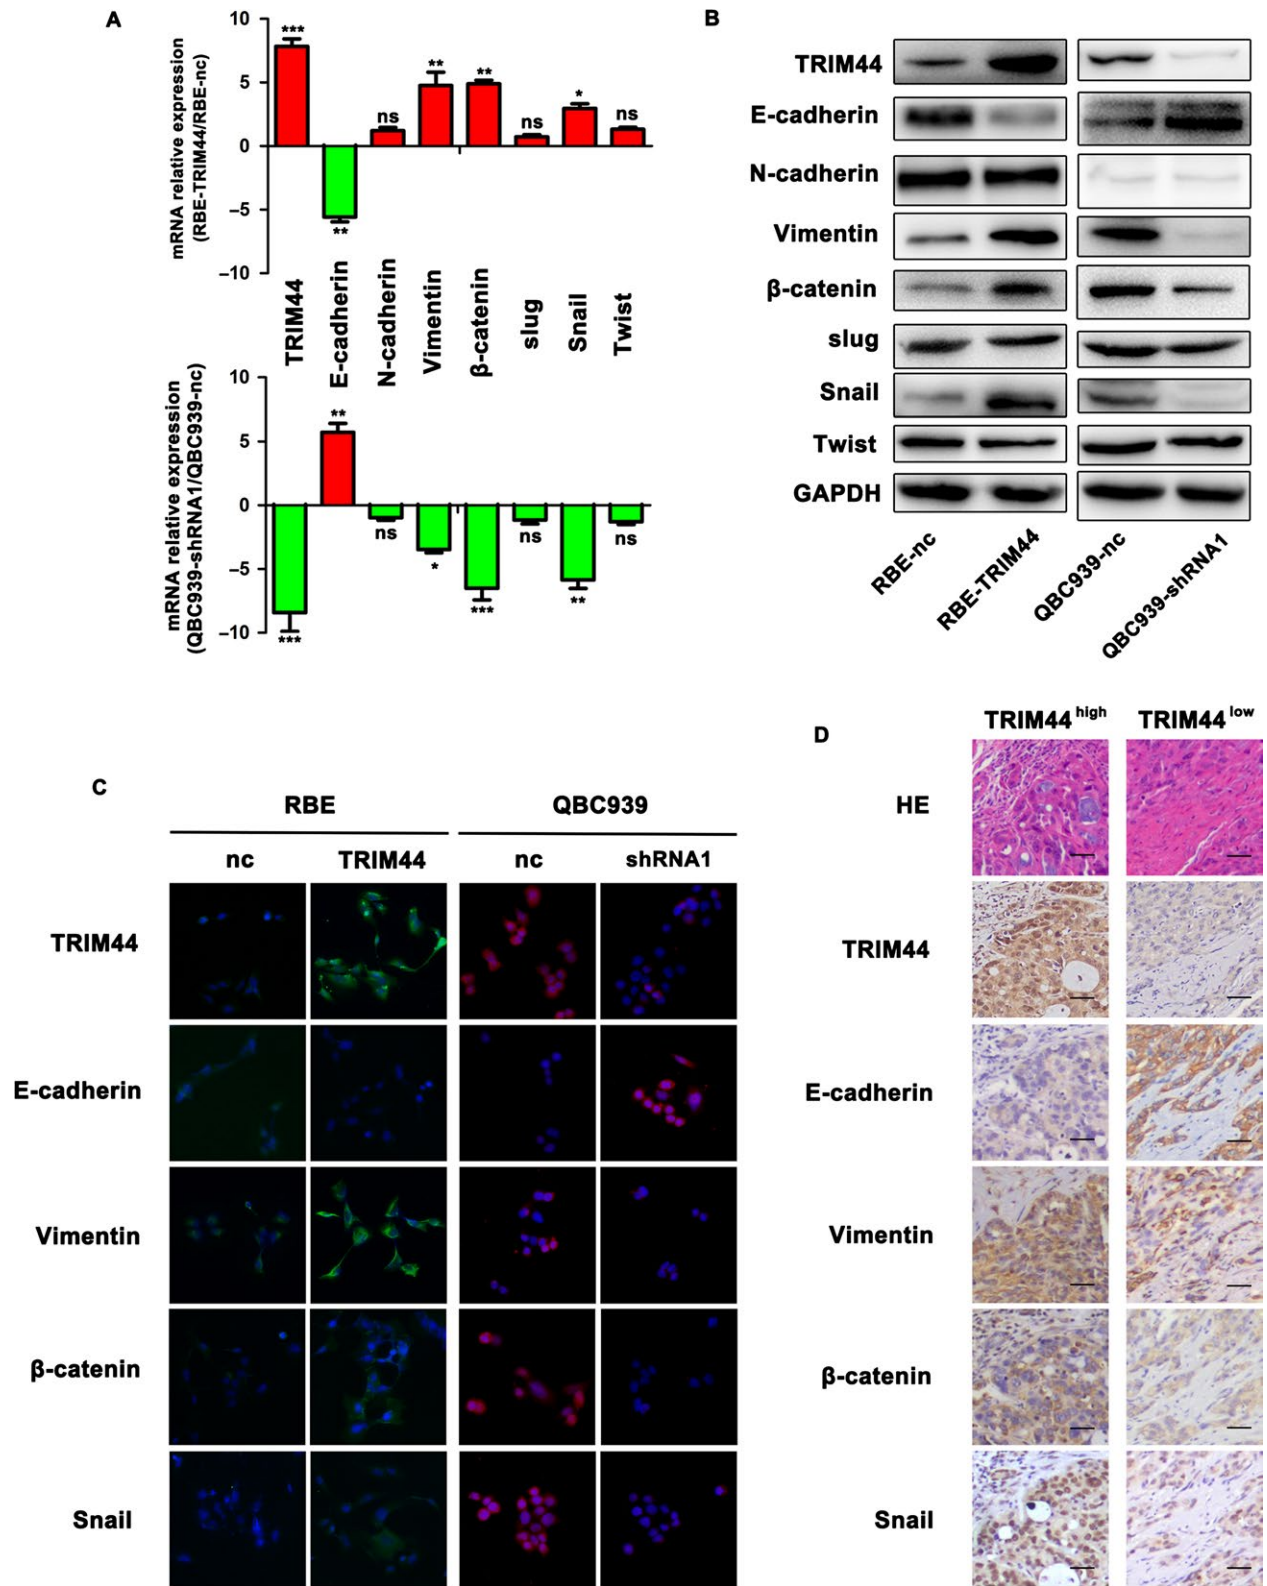 A
mRNA relative expression
(RBE-TRIM44/RBE-nc)
10
5
0
−5
−10
***
**
ns
**
**
ns
*
ns
TRIM44
E-cadherin
N-cadherin
Vimentin
β-catenin
slug
Snail
Twist
mRNA relative expression
(QBC939-shRNA1/QBC939-nc)
10
5
0
−5
−10
***
**
ns
*
***
ns
**
ns
B
TRIM44
E-cadherin
N-cadherin
Vimentin
β-catenin
slug
Snail
Twist
GAPDH
RBE-nc
RBE-TRIM44
QBC939-nc
QBC939-shRNA1
C
RBE QBC939
nc TRIM44 nc shRNA1
TRIM44
E-cadherin
Vimentin
β-catenin
Snail
D
TRIM44 high TRIM44 low
HE
TRIM44
E-cadherin
Vimentin
β-catenin
Snail